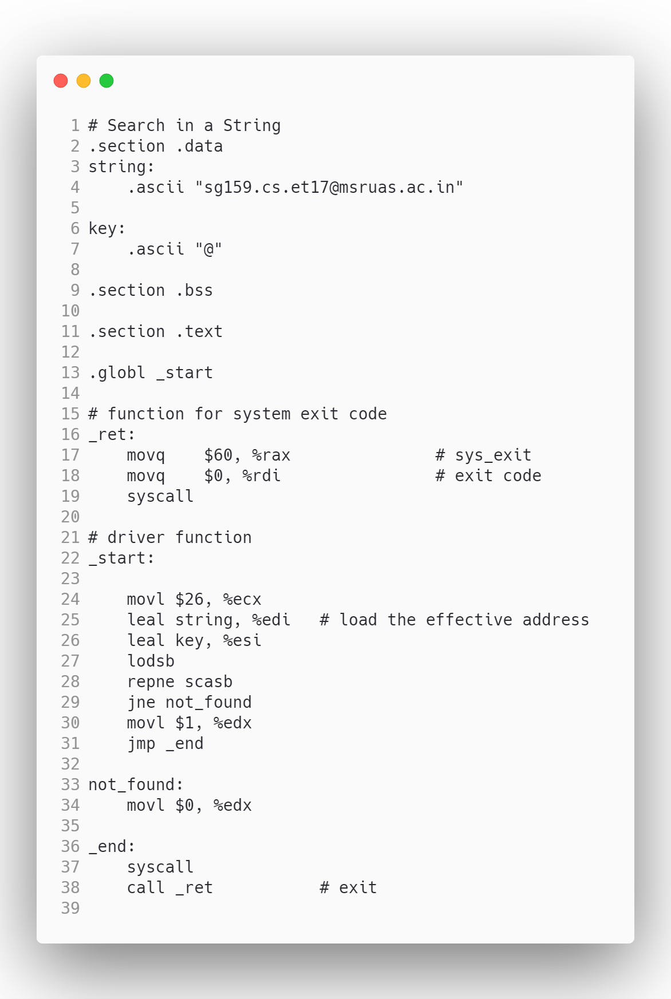 1 # Search in a String
2 .section .data
3 string:
4     .ascii "sg159.cs.et17@msruas.ac.in"
5
6 key:
7     .ascii "@"
8
9 .section .bss
10
11 .section .text
12
13 .globl _start
14
15 # function for system exit code
16 _ret:
17     movq    $60, %rax               # sys_exit
18     movq    $0, %rdi                # exit code
19     syscall
20
21 # driver function
22 _start:
23
24     movl $26, %ecx
25     leal string, %edi   # load the effective address
26     leal key, %esi
27     lodsb
28     repne scasb
29     jne not_found
30     movl $1, %edx
31     jmp _end
32
33 not_found:
34     movl $0, %edx
35
36 _end:
37     syscall
38     call _ret           # exit
39